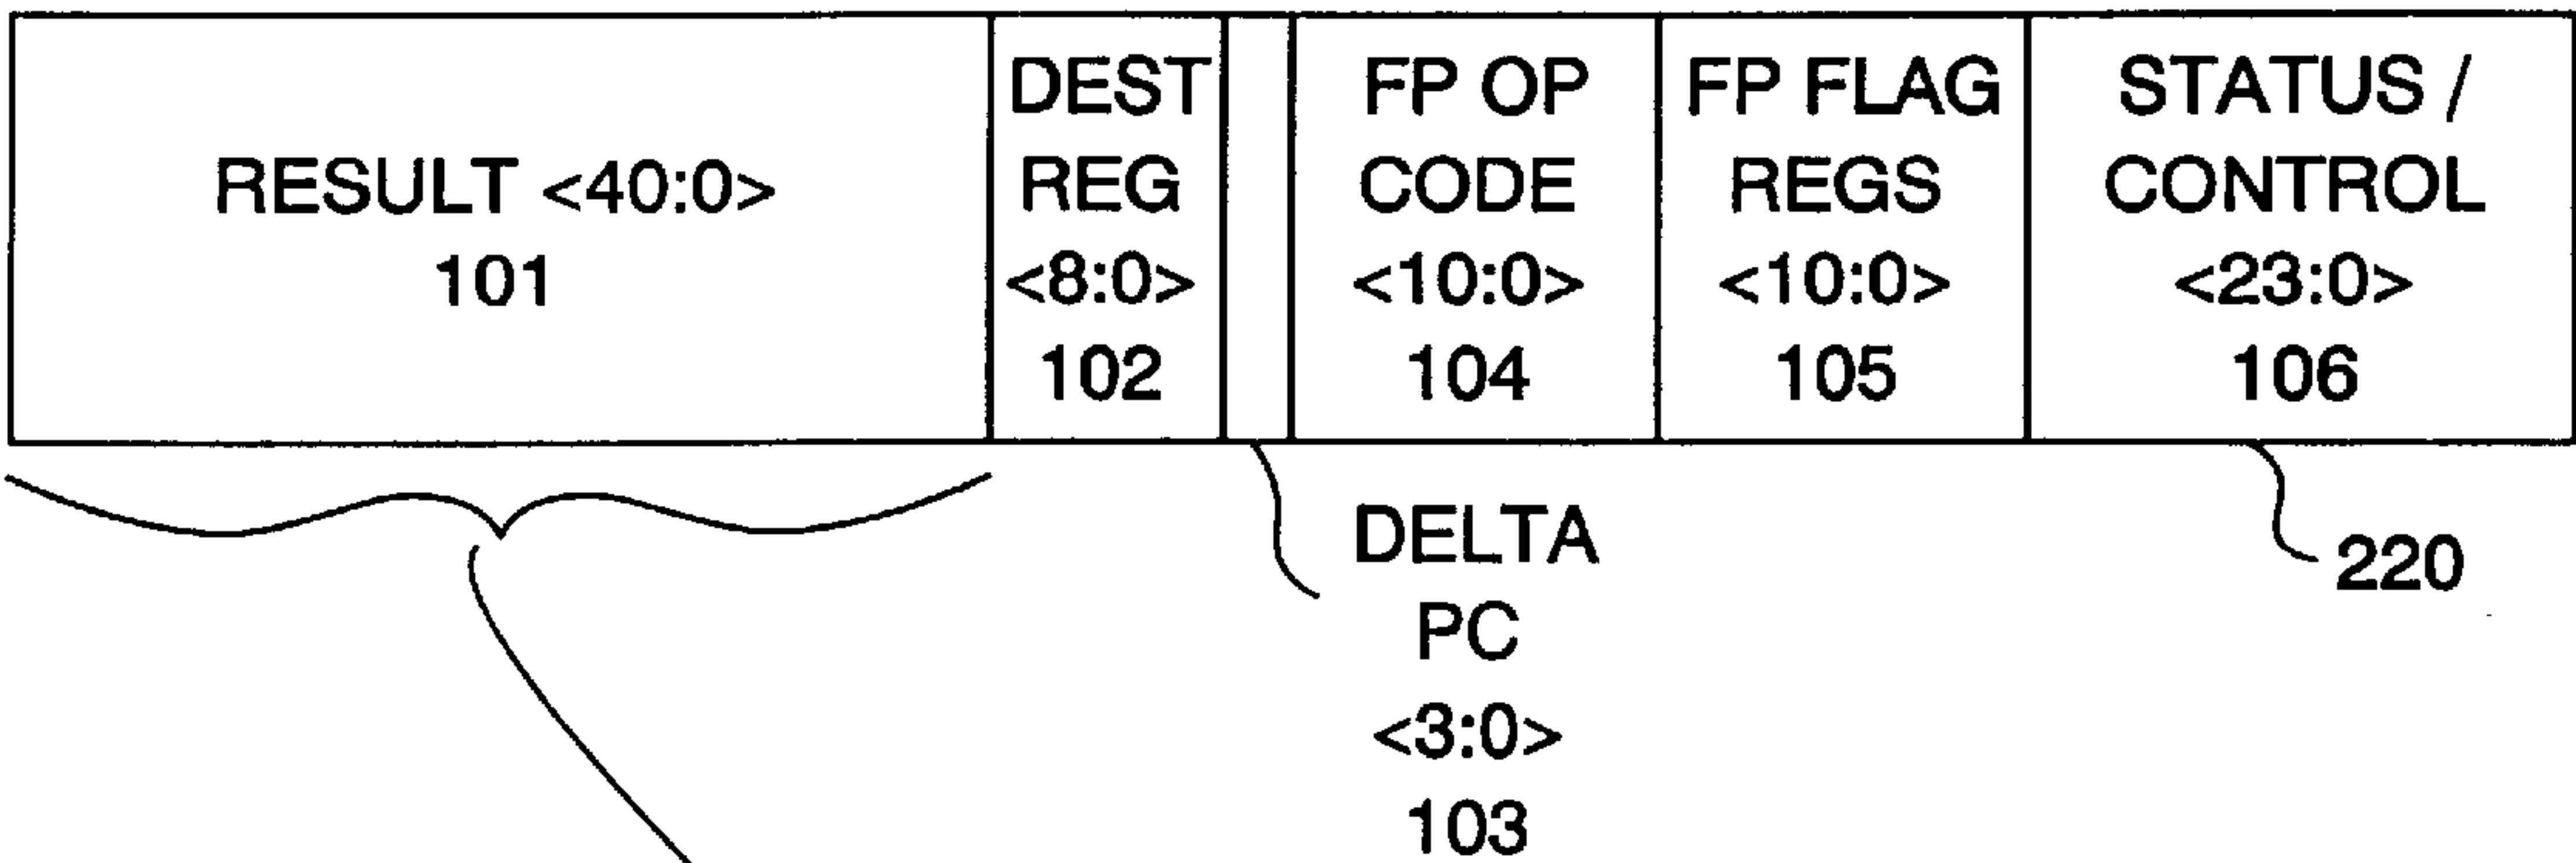 RESULT <40:0>
101
DEST
REG
<8:0>
102
FP OP
CODE
<10:0>
104
FP FLAG
REGS
<10:0>
105
STATUS /
CONTROL
<23:0>
106
DELTA
PC
<3:0>
103
220